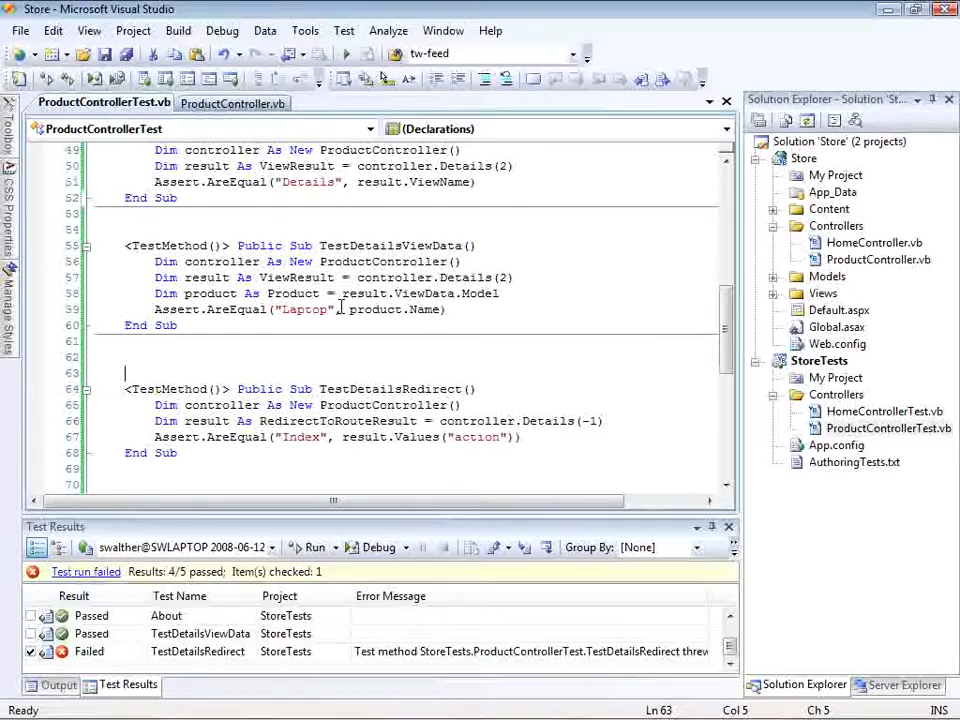 Store - Microsoft Visual Studio
File Edit View Project Build Debug Data Tools Test Analyze Window Help
tw-feed
ProductControllerTest.vb ProductController.vb
ProductControllerTest (Declarations)
49 Dim controller As New ProductController()
50 Dim result As ViewResult = controller.Details(2)
51 Assert.AreEqual("Details", result.ViewName)
52 End Sub
53
54
55 <TestMethod()> Public Sub TestDetailsViewData()
56 Dim controller As New ProductController()
57 Dim result As ViewResult = controller.Details(2)
58 Dim product As Product = result.ViewData.Model
59 Assert.AreEqual("Laptop", product.Name)
60 End Sub
61
62
63
64 <TestMethod()> Public Sub TestDetailsRedirect()
65 Dim controller As New ProductController()
66 Dim result As RedirectToRouteResult = controller.Details(-1)
67 Assert.AreEqual("Index", result.Values("action"))
68 End Sub
69
70
Toolbox
CSS Properties
Manage Styles
Test Results
swalther@SWLAPTOP 2008-06-12 Run Debug Group By: [None]
Test run failed Results: 4/5 passed; Item(s) checked: 1
Result Test Name Project Error Message
Passed About StoreTests
Passed TestDetailsViewData StoreTests
Failed TestDetailsRedirect StoreTests Test method StoreTests.ProductControllerTest.TestDetailsRedirect threw
Output Test Results
Solution Explorer - Solution 'Store'...
Solution 'Store' (2 projects)
Store
My Project
App_Data
Content
Controllers
HomeController.vb
ProductController.vb
Models
Views
Default.aspx
Global.asax
Web.config
StoreTests
My Project
Controllers
HomeControllerTest.vb
ProductControllerTest.vb
App.config
AuthoringTests.txt
Solution Explorer Server Explorer
Ready Ln 63 Col 5 Ch 5 INS